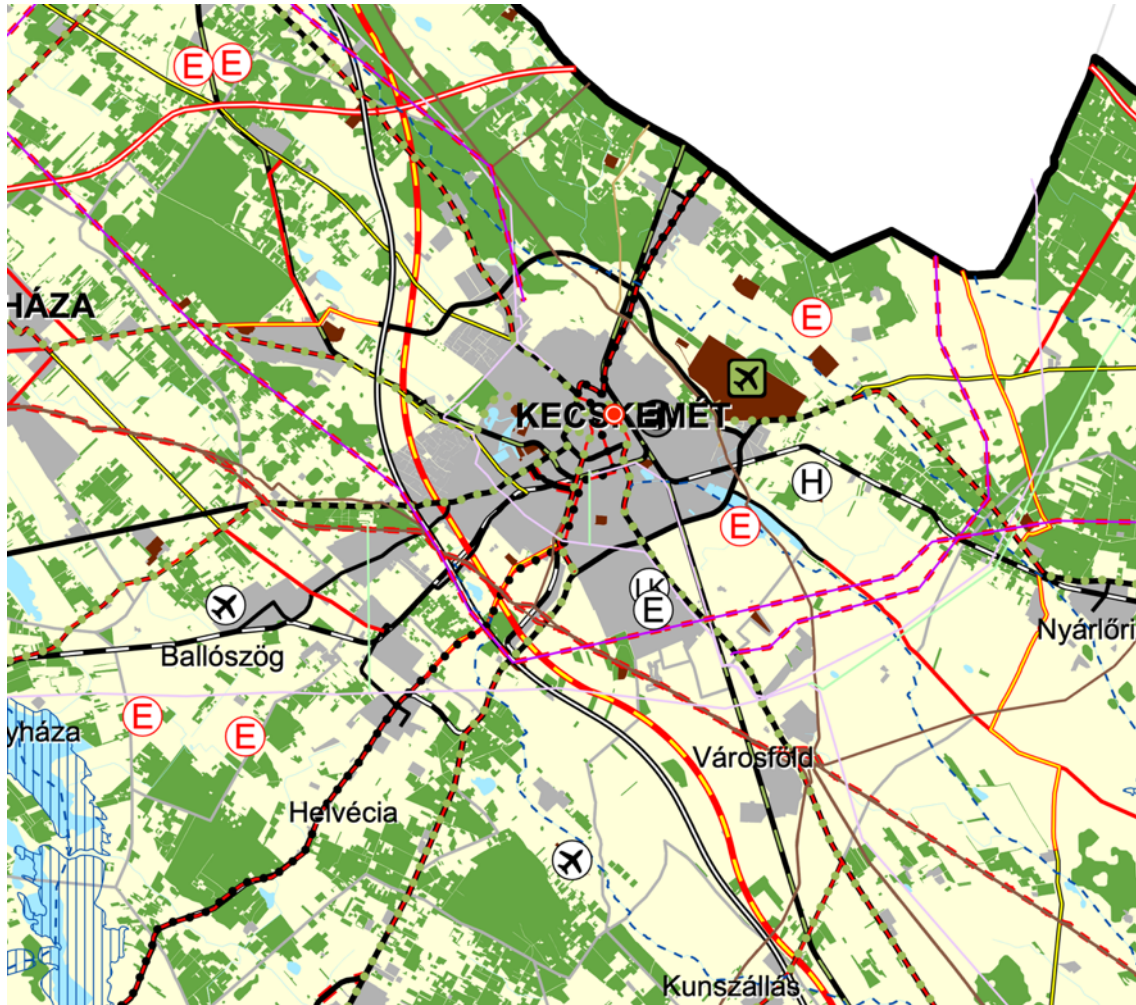 E E
HÁZA
E
KECSKEMÉT
H
E
E
Nyárlőri
Ballószög
E
E
yháza
Városföld
Helvécia
Kunszállás